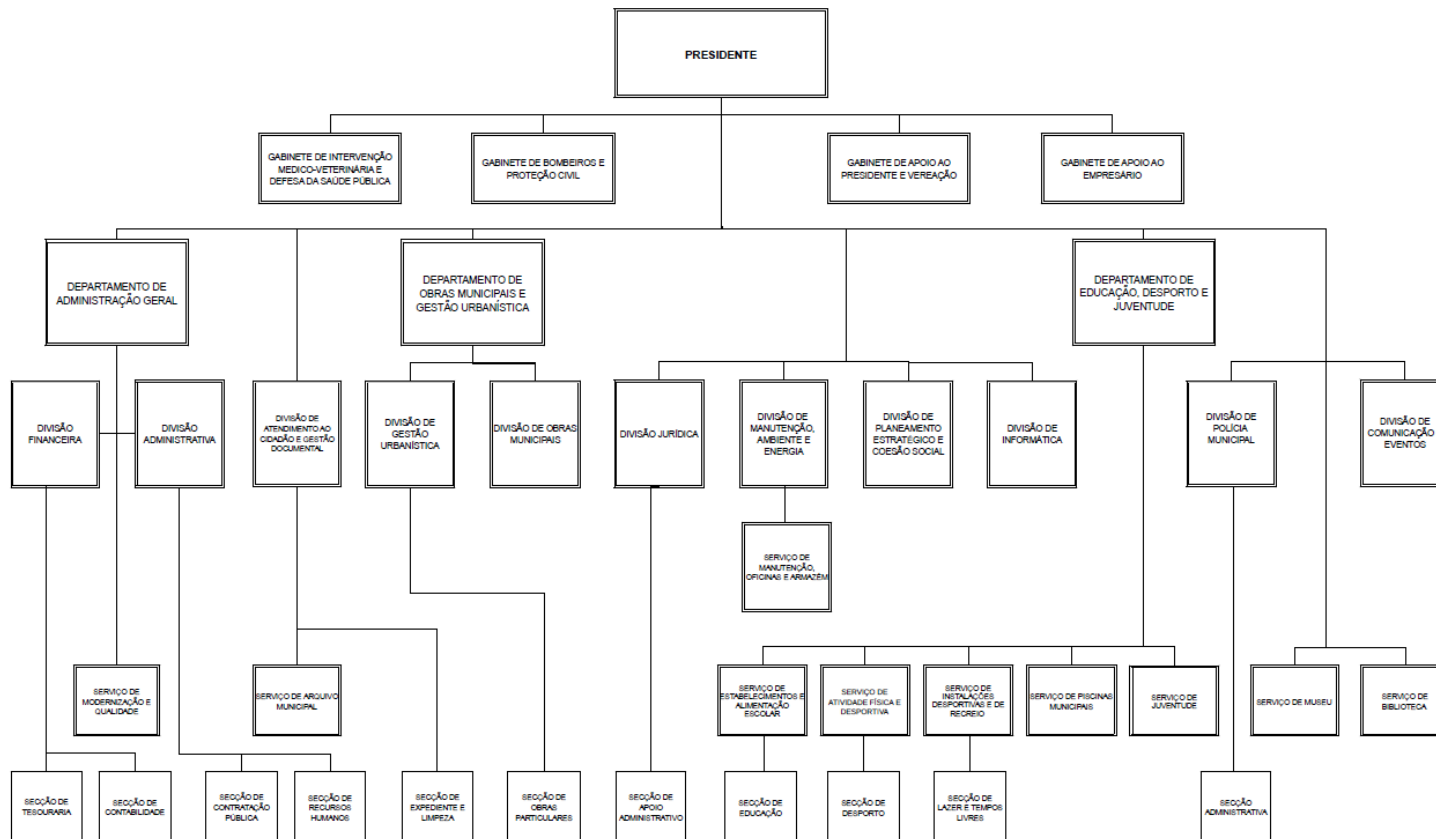 PRESIDENTE
GABINETE DE INTERVENÇÃO
MEDICO-VETERINÁRIA E
DEFESA DA SAÚDE PÚBLICA
GABINETE DE BOMBEIROS E
PROTEÇÃO CIVIL
GABINETE DE APOIO AO
PRESIDENTE E VEREAÇÃO
GABINETE DE APOIO AO
EMPRESÁRIO
DEPARTAMENTO DE
ADMINISTRAÇÃO GERAL
DEPARTAMENTO DE
OBRAS MUNICIPAIS E
GESTÃO URBANÍSTICA
DEPARTAMENTO DE
EDUCAÇÃO, DESPORTO E
JUVENTUDE
DIVISÃO
FINANCEIRA
DIVISÃO
ADMINISTRATIVA
DIVISÃO DE
ATENDIMENTO AO
CIDADÃO E GESTÃO
DOCUMENTAL
DIVISÃO DE
GESTÃO
URBANÍSTICA
DIVISÃO DE OBRAS
MUNICIPAIS
DIVISÃO JURÍDICA
DIVISÃO DE
MANUTENÇÃO,
AMBIENTE E
ENERGIA
DIVISÃO DE
PLANEAMENTO
ESTRATÉGICO E
COESÃO SOCIAL
DIVISÃO DE
INFORMÁTICA
DIVISÃO DE
POLÍCIA
MUNICIPAL
DIVISÃO DE
COMUNICAÇÃO E
EVENTOS
SERVIÇO DE
MANUTENÇÃO,
OFICINAS E ARMAZÉM
SERVIÇO DE
MODERNIZAÇÃO E
QUALIDADE
SERVIÇO DE ARQUIVO
MUNICIPAL
SERVIÇO DE
ESTABELECIMENTOS E
ALIMENTAÇÃO
ESCOLAR
SERVIÇO DE
ATIVIDADE FÍSICA E
DESPORTIVA
SERVIÇO DE
INSTALAÇÕES
DESPORTIVAS E DE
RECREIO
SERVIÇO DE PISCINAS
MUNICIPAIS
SERVIÇO DE
JUVENTUDE
SERVIÇO DE MUSEU
SERVIÇO DE
BIBLIOTECA
SECÇÃO DE
TESOURARIA
SECÇÃO DE
CONTABILIDADE
SECÇÃO DE
CONTRATAÇÃO
PÚBLICA
SECÇÃO DE
RECURSOS
HUMANOS
SECÇÃO DE
EXPEDIENTE E
LIMPEZA
SECÇÃO DE
OBRAS
PARTICULARES
SECÇÃO DE
APOIO
ADMINISTRATIVO
SECÇÃO DE
EDUCAÇÃO
SECÇÃO DE
DESPORTO
SECÇÃO DE
LAZER E TEMPOS
LIVRES
SECÇÃO
ADMINISTRATIVA